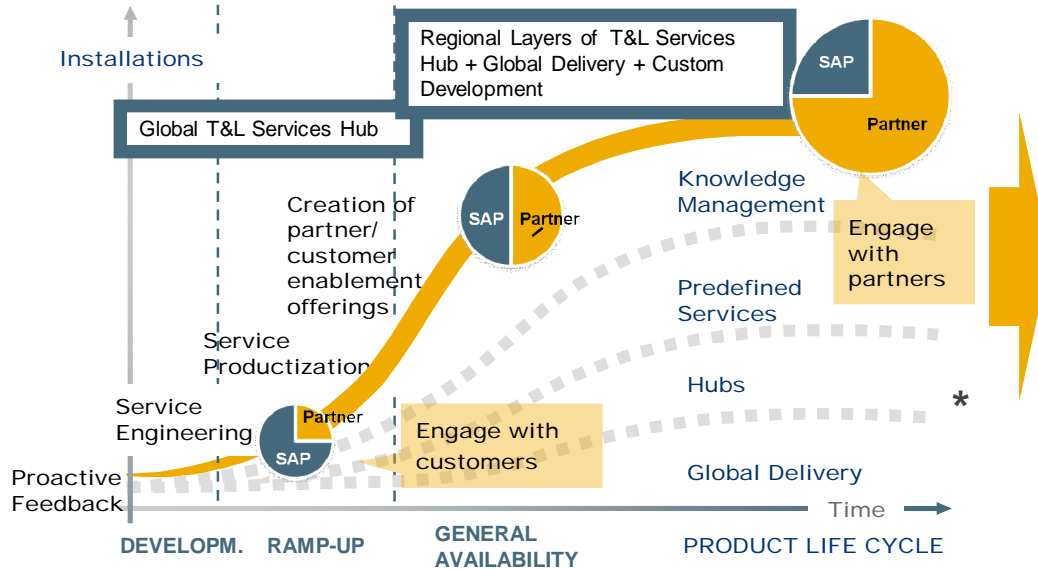 Installations
Regional Layers of T&L Services
Hub + Global Delivery + Custom
Development
SAP
Partner
Global T&L Services Hub
Knowledge
Management
Creation of
partner/
customer
enablement
offerings
SAP
Partner
Engage
with
partners
Predefined
Services
Service
Productization
Hubs
*
Service
Engineering
Partner
SAP
Engage with
customers
Proactive
Feedback
Global Delivery
Time
DEVELOPM.
RAMP-UP
GENERAL
AVAILABILITY
PRODUCT LIFE CYCLE